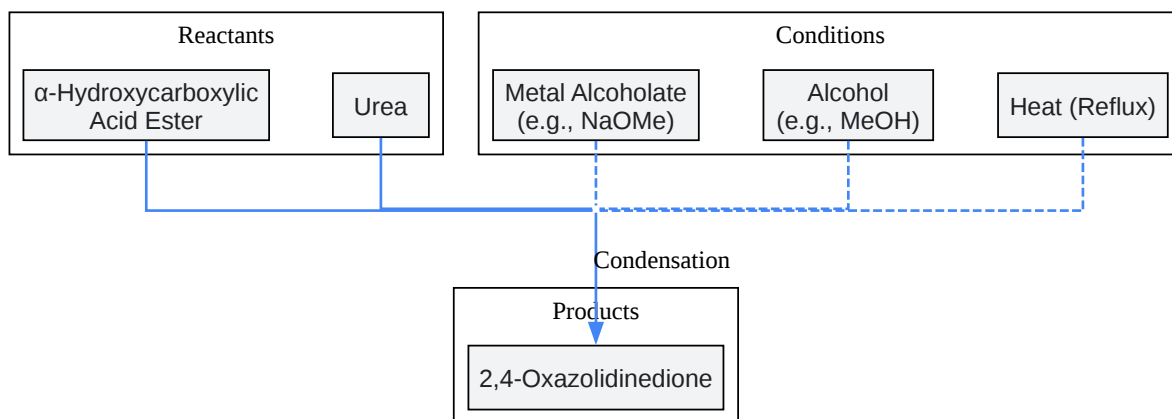 Reactants
Conditions
α-Hydroxycarboxylic
Acid Ester
Urea
Metal Alcoholate
(e.g., NaOMe)
Alcohol
(e.g., MeOH)
Heat (Reflux)
Condensation
Products
2,4-Oxazolidinedione